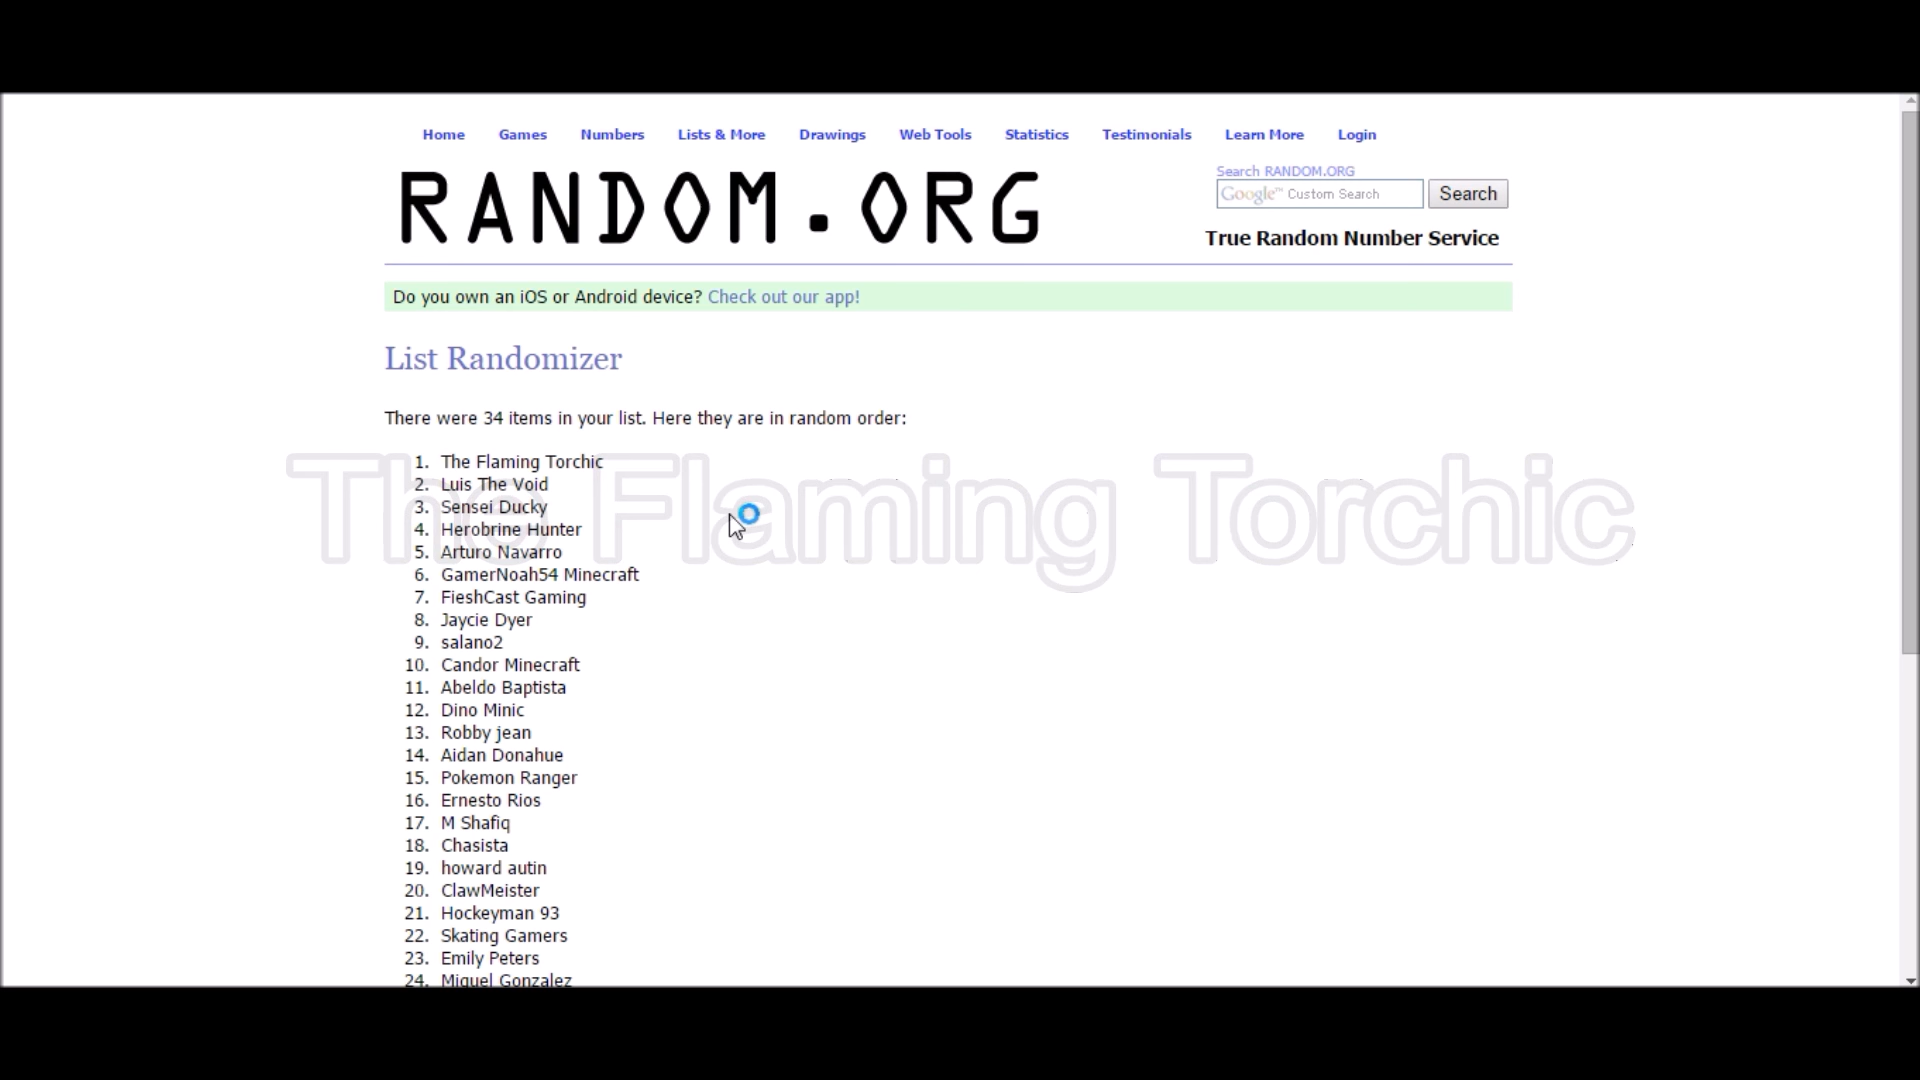 Home Games Numbers Lists & More Drawings Web Tools Statistics Testimonials Learn More Login
RANDOM.ORG
Search RANDOM.ORG
Google™ Custom Search Search
True Random Number Service
Do you own an iOS or Android device? Check out our app!
List Randomizer
There were 34 items in your list. Here they are in random order:
1. The Flaming Torchic
2. Luis The Void
3. Sensei Ducky
4. Herobrine Hunter
5. Arturo Navarro
6. GamerNoah54 Minecraft
7. FieshCast Gaming
8. Jaycie Dyer
9. salano2
10. Candor Minecraft
11. Abeldo Baptista
12. Dino Minic
13. Robby jean
14. Aidan Donahue
15. Pokemon Ranger
16. Ernesto Rios
17. M Shafiq
18. Chasista
19. howard autin
20. ClawMeister
21. Hockeyman 93
22. Skating Gamers
23. Emily Peters
24. Miguel Gonzalez
The Flaming Torchic